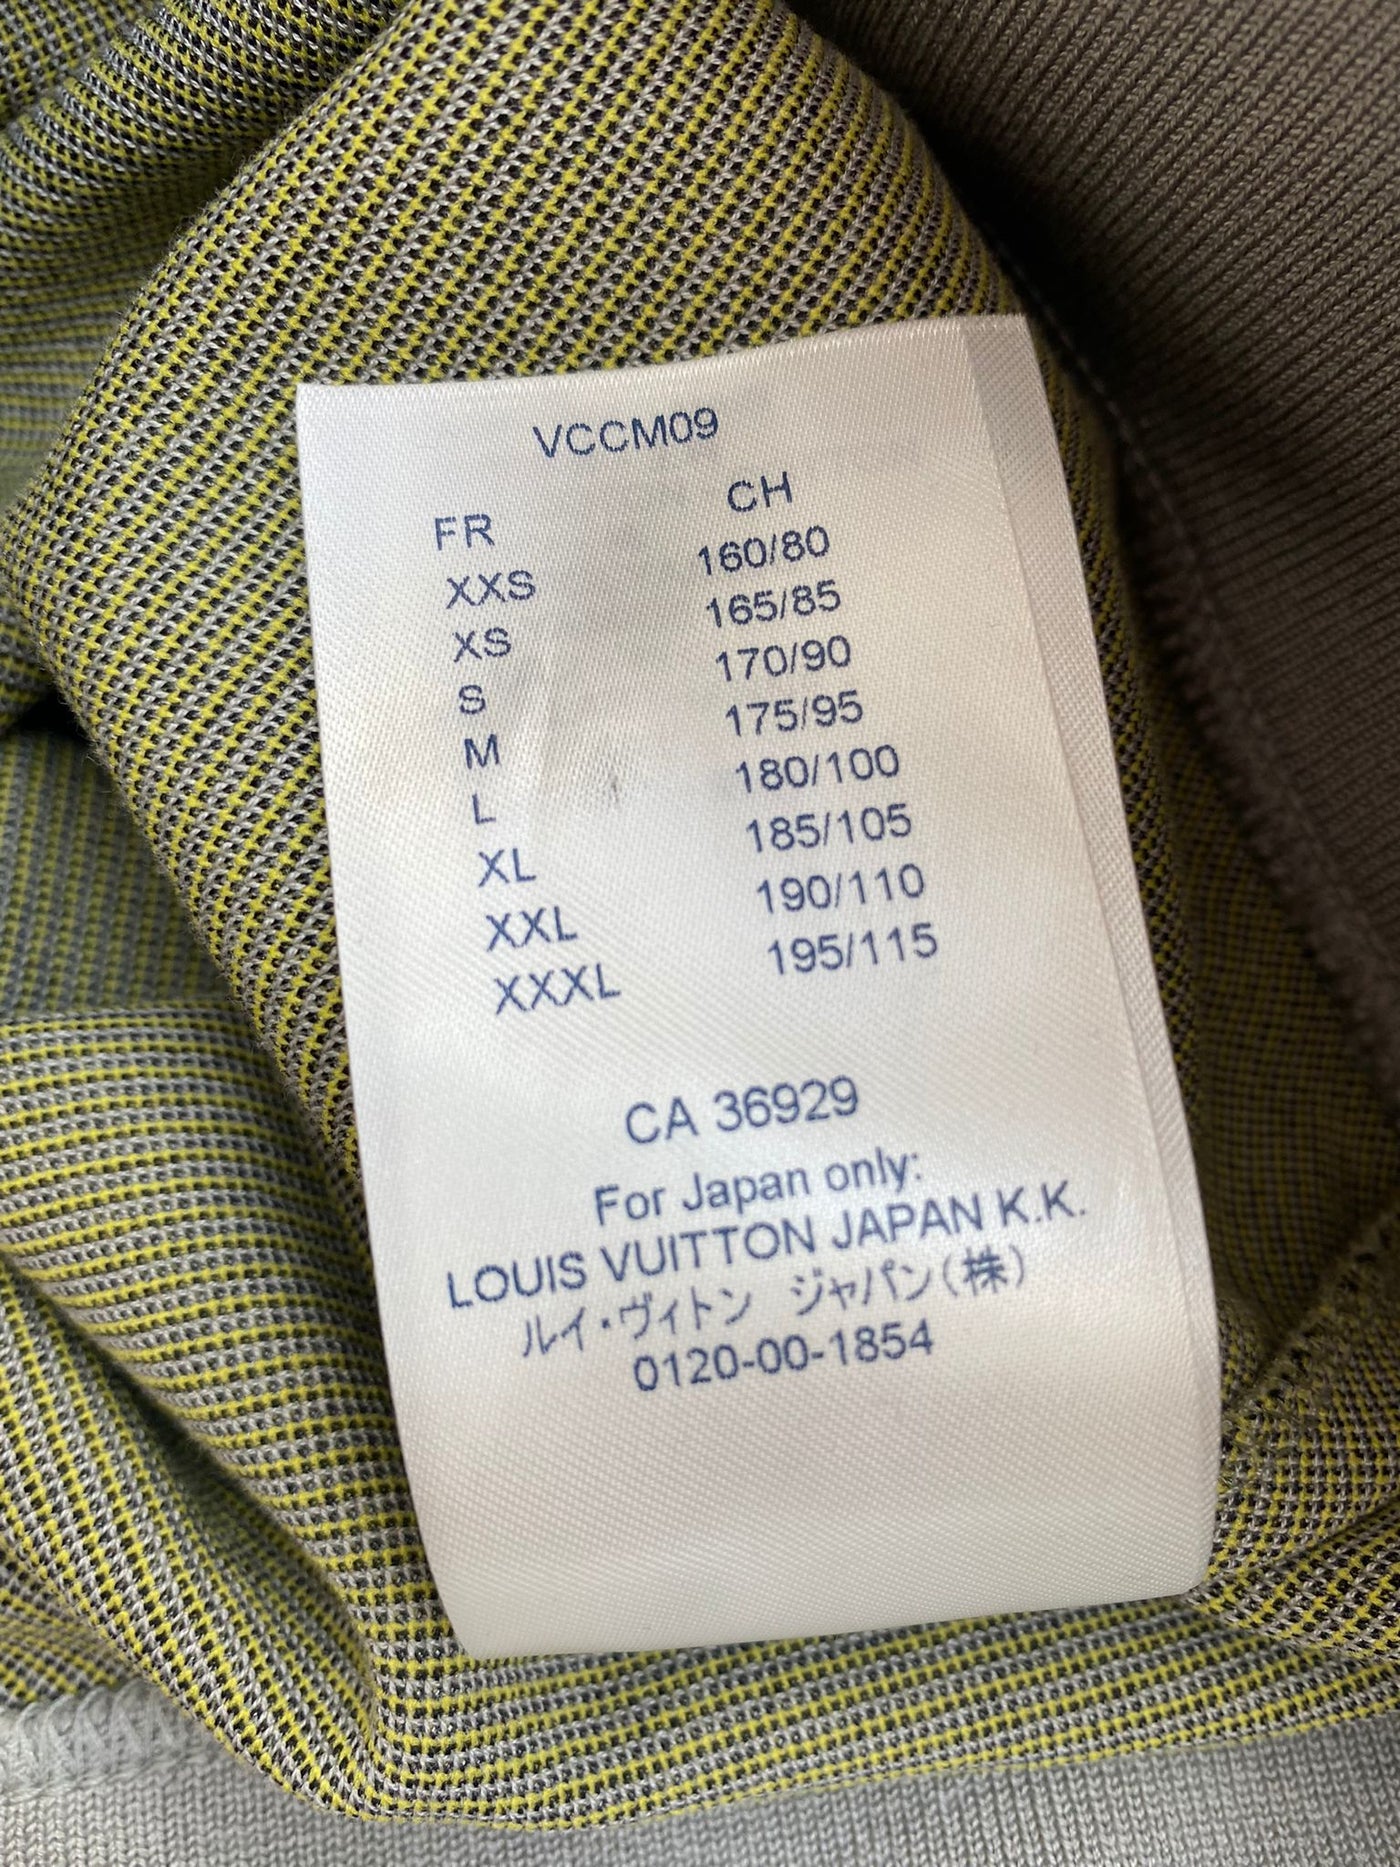 VCCM09
FR CH
XXS 160/80
XS 165/85
S 170/90
M 175/95
L 180/100
XL 185/105
XXL 190/110
XXXL 195/115
CA 36929
For Japan only:
LOUIS VUITTON JAPAN K.K.
ルイ・ヴィトン ジャパン(株)
0120-00-1854